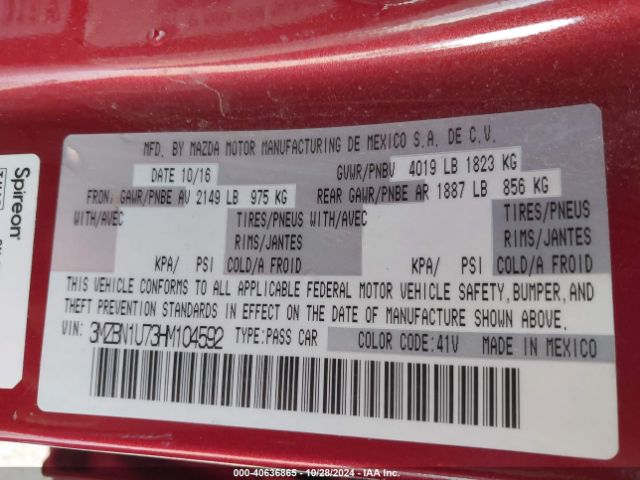 MFD. BY MAZDA MOTOR MANUFACTURING DE MEXICO S.A. DE C.V.
DATE 10/16 GVWR/PNBV 4019 LB 1823 KG
FRON. GAWR/PNBE AV 2149 LB 975 KG REAR GAWR/PNBE AR 1887 LB 856 KG
WITH/AVEC TIRES/PNEUS WITH/AVEC TIRES/PNEUS
RIMS/JANTES RIMS/JANTES
KPA/ PSI COLD/A FROID KPA/ PSI COLD/A FROID
THIS VEHICLE CONFORMS TO ALL APPLICABLE FEDERAL MOTOR VEHICLE SAFETY, BUMPER, AND
THEFT PREVENTION STANDARDS IN EFFECT ON THE DATE OF MANUFACTURE SHOWN ABOVE.
VIN: 3MZBN1U73HM104592 TYPE:PASS CAR COLOR CODE:41V MADE IN MEXICO
Spireon
000-40636865 - 10/28/2024 - IAA Inc.